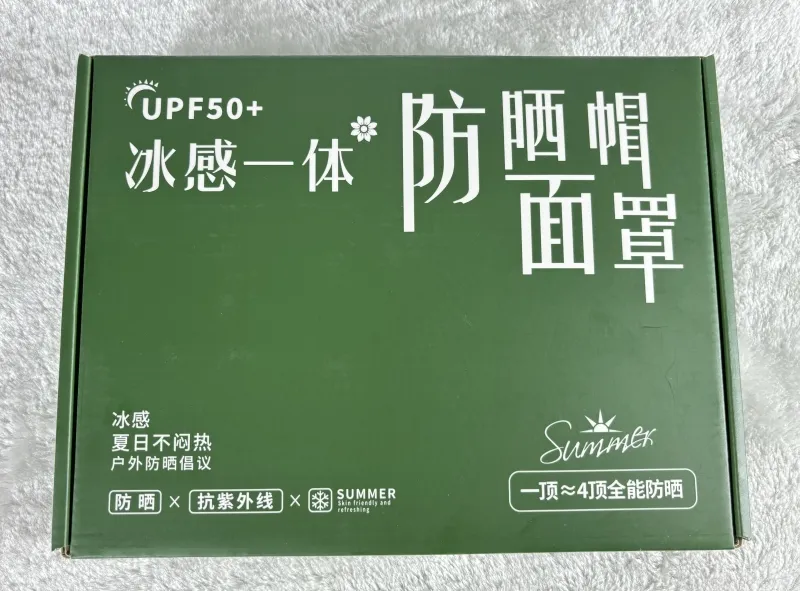 UPF50+
冰感一体
防晒帽
面罩
冰感
夏日不闷热
户外防晒倡议
防晒 × 抗紫外线 × SUMMER
Skin friendly and
refreshing
Summer
一顶≈4顶全能防晒